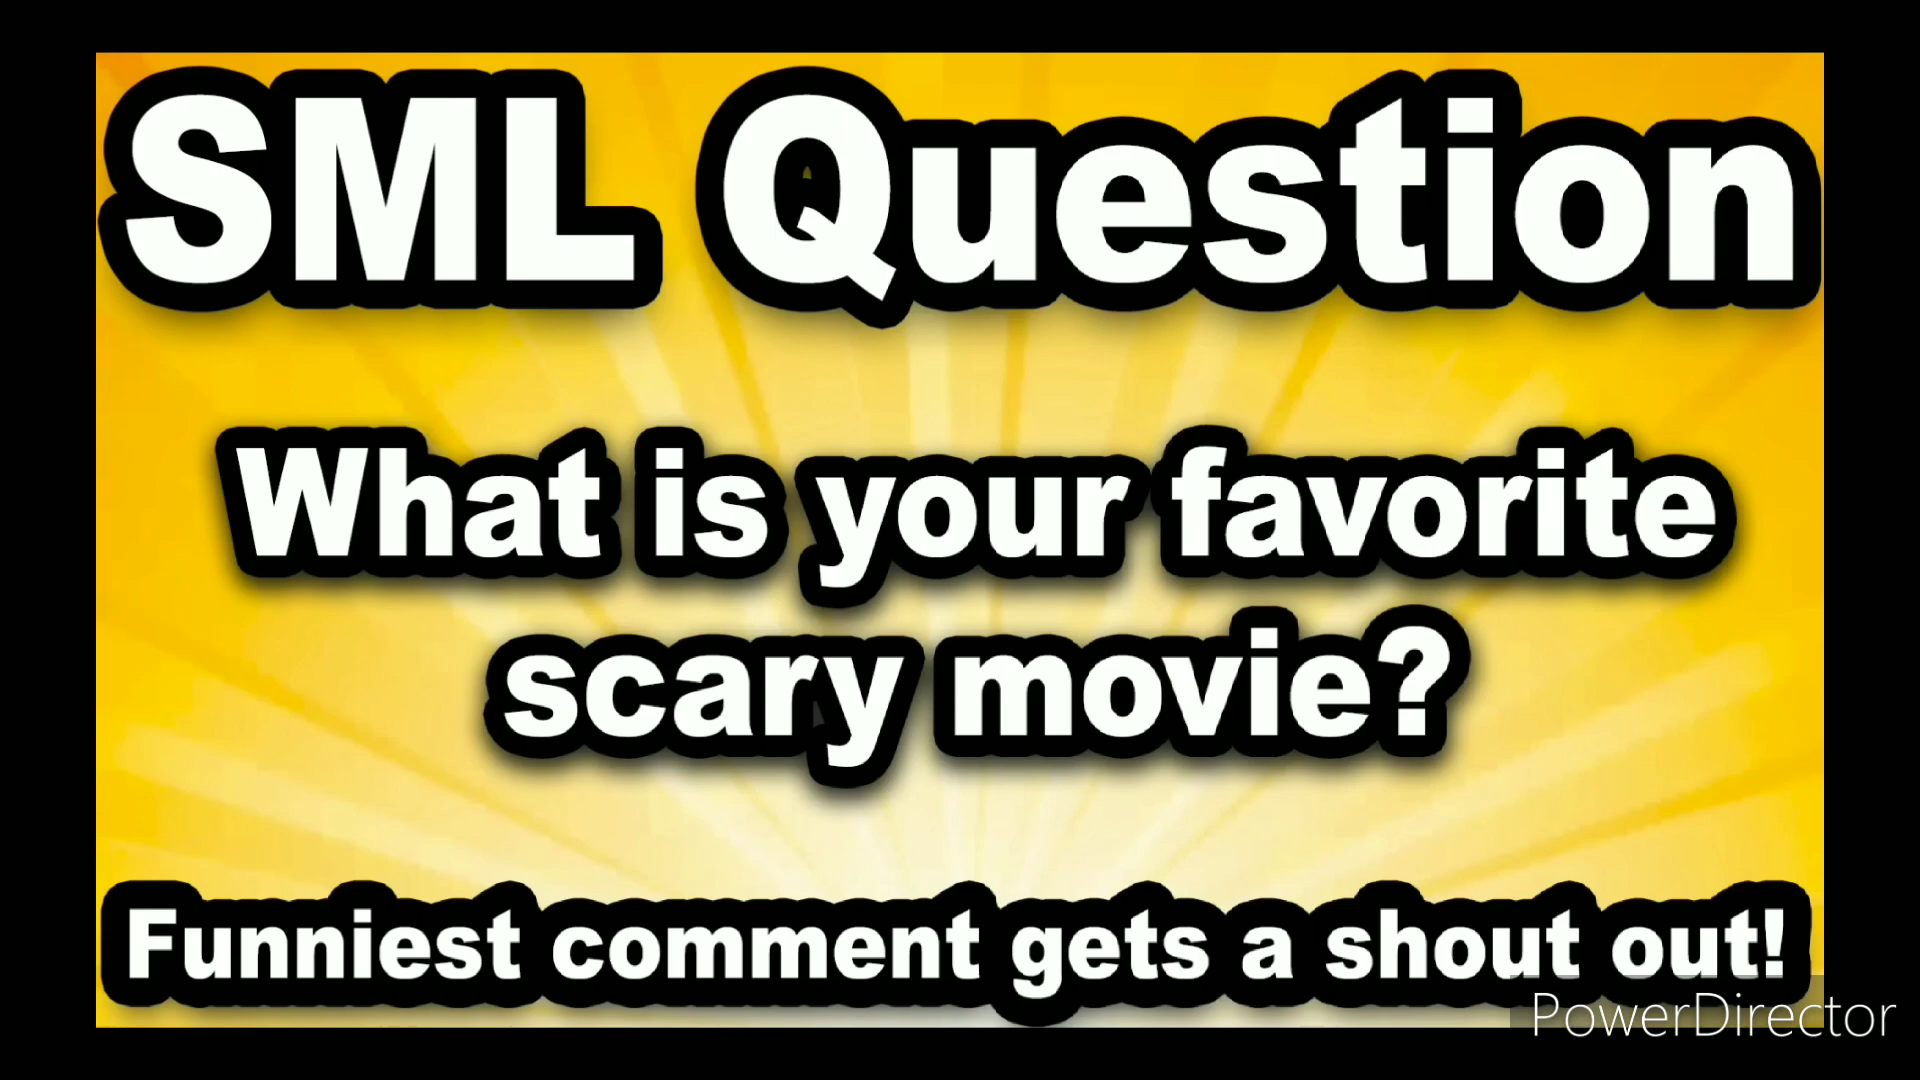 SML Question
What is your favorite
scary movie?
Funniest comment gets a shout out!
PowerDirector